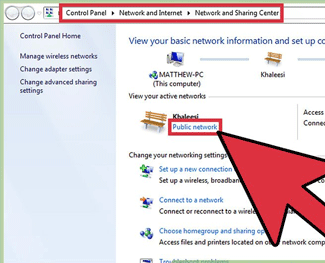 Control Panel ▸ Network and Internet ▸ Network and Sharing Center
Control Panel Home
Manage wireless networks
Change adapter settings
Change advanced sharing
settings
View your basic network information and set up co
MATTHEW-PC
(This computer)
Khaleesi
View your active networks
Khaleesi
Public network
Access
Connec
Change your networking settings
Set up a new connection
Set up a wireless, broadban
Connect to a network
Connect or reconnect to a wirele
Choose homegroup and sharing op
Access files and printers located on other network comp
Troubleshoot problems